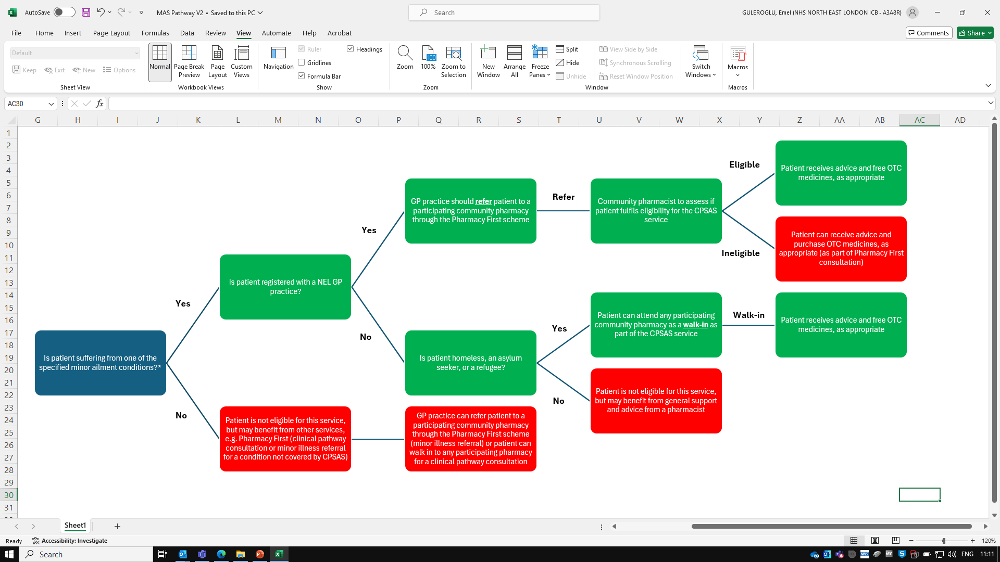 AutoSave
MAS Pathway V2 • Saved to this PC
Search
GULEROGLU, Emel (NHS NORTH EAST LONDON ICB - A3A8R)
File Home Insert Page Layout Formulas Data Review View Automate Help Acrobat
Comments
Share
Default
Keep Exit New Options
Sheet View
Normal
Page Break
Preview
Page
Layout
Custom
Views
Workbook Views
Navigation
Ruler
Gridlines
Formula Bar
Headings
Show
Zoom
100
100%
Zoom to
Selection
Zoom
New
Window
Arrange
All
Freeze
Panes
Split
Hide
Unhide
View Side by Side
Synchronous Scrolling
Reset Window Position
Window
Switch
Windows
Macros
Macros
AC30
fx
G H I J K L M N O P Q R S T U V W X Y Z AA AB AC AD
1
2
3
4
5
6
7
8
9
10
11
12
13
14
15
16
17
18
19
20
21
22
23
24
25
26
27
28
29
30
31
Is patient suffering from one of the
specified minor ailment conditions?*
Yes
No
Is patient registered with a NEL GP
practice?
Patient is not eligible for this service,
but may benefit from other services,
e.g. Pharmacy First (clinical pathway
consultation or minor illness referral
for a condition not covered by CPSAS)
Yes
No
GP practice should refer patient to a
participating community pharmacy
through the Pharmacy First scheme
Is patient homeless, an asylum
seeker, or a refugee?
GP practice can refer patient to a
participating community pharmacy
through the Pharmacy First scheme
(minor illness referral) or patient can
walk in to any participating pharmacy
for a clinical pathway consultation
Refer
Yes
No
Community pharmacist to assess if
patient fulfils eligibility for the CPSAS
service
Patient can attend any participating
community pharmacy as a walk-in as
part of the CPSAS service
Patient is not eligible for this service,
but may benefit from general support
and advice from a pharmacist
Eligible
Ineligible
Walk-in
Patient receives advice and free OTC
medicines, as appropriate
Patient can receive advice and
purchase OTC medicines, as
appropriate (as part of Pharmacy First
consultation)
Patient receives advice and free OTC
medicines, as appropriate
Sheet1
Ready
Accessibility: Investigate
120%
Search
NHS
ENG
11:11